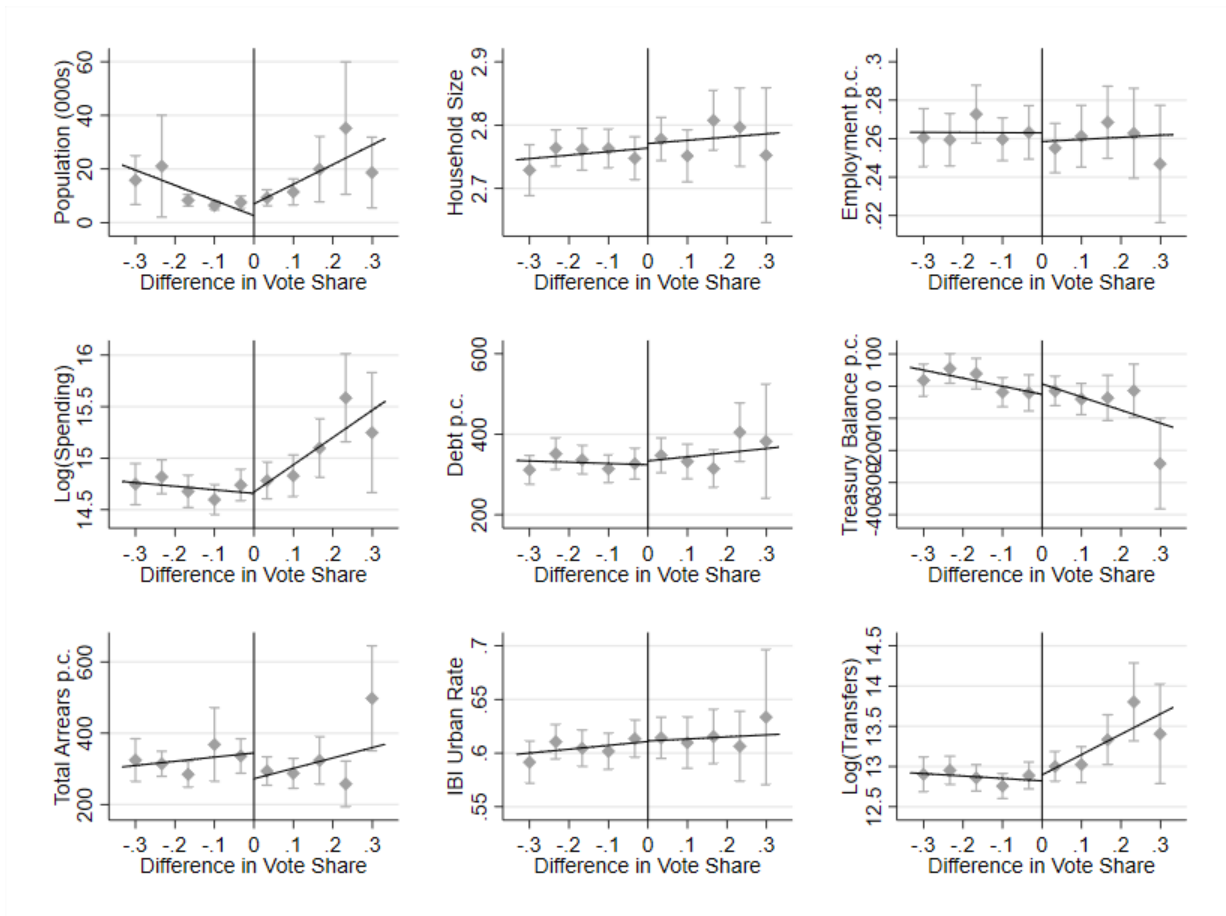 Population (000s)
0 20 40 60
-.3 -.2 -.1 0 .1 .2 .3
Difference in Vote Share
Household Size
2.7 2.8 2.9
-.3 -.2 -.1 0 .1 .2 .3
Difference in Vote Share
Employment p.c.
.22 .24 .26 .28 .3
-.3 -.2 -.1 0 .1 .2 .3
Difference in Vote Share
Log(Spending)
14.5 15 15.5 16
-.3 -.2 -.1 0 .1 .2 .3
Difference in Vote Share
Debt p.c.
200 400 600
-.3 -.2 -.1 0 .1 .2 .3
Difference in Vote Share
Treasury Balance p.c.
-400 -300 -200 -100 0 100
-.3 -.2 -.1 0 .1 .2 .3
Difference in Vote Share
Total Arrears p.c.
200 400 600
-.3 -.2 -.1 0 .1 .2 .3
Difference in Vote Share
IBI Urban Rate
.55 .6 .65 .7
-.3 -.2 -.1 0 .1 .2 .3
Difference in Vote Share
Log(Transfers)
12.5 13 13.5 14 14.5
-.3 -.2 -.1 0 .1 .2 .3
Difference in Vote Share